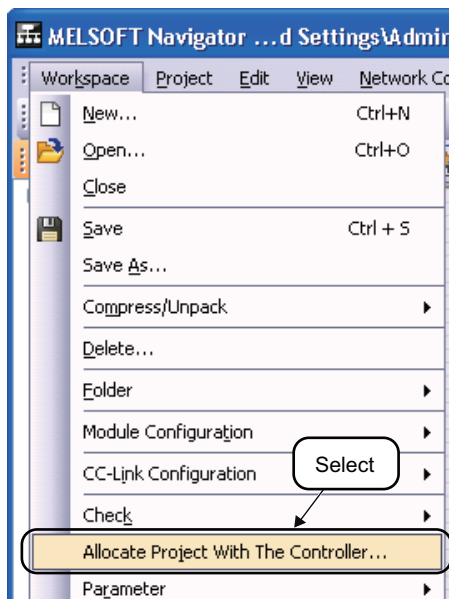 MELSOFT Navigator ...d Settings\Admir
Workspace Project Edit View Network Co
New... Ctrl+N
Open... Ctrl+O
Close
Save Ctrl + S
Save As...
Compress/Unpack
Delete...
Folder
Module Configuration
CC-Link Configuration
Select
Check
Allocate Project With The Controller...
Parameter